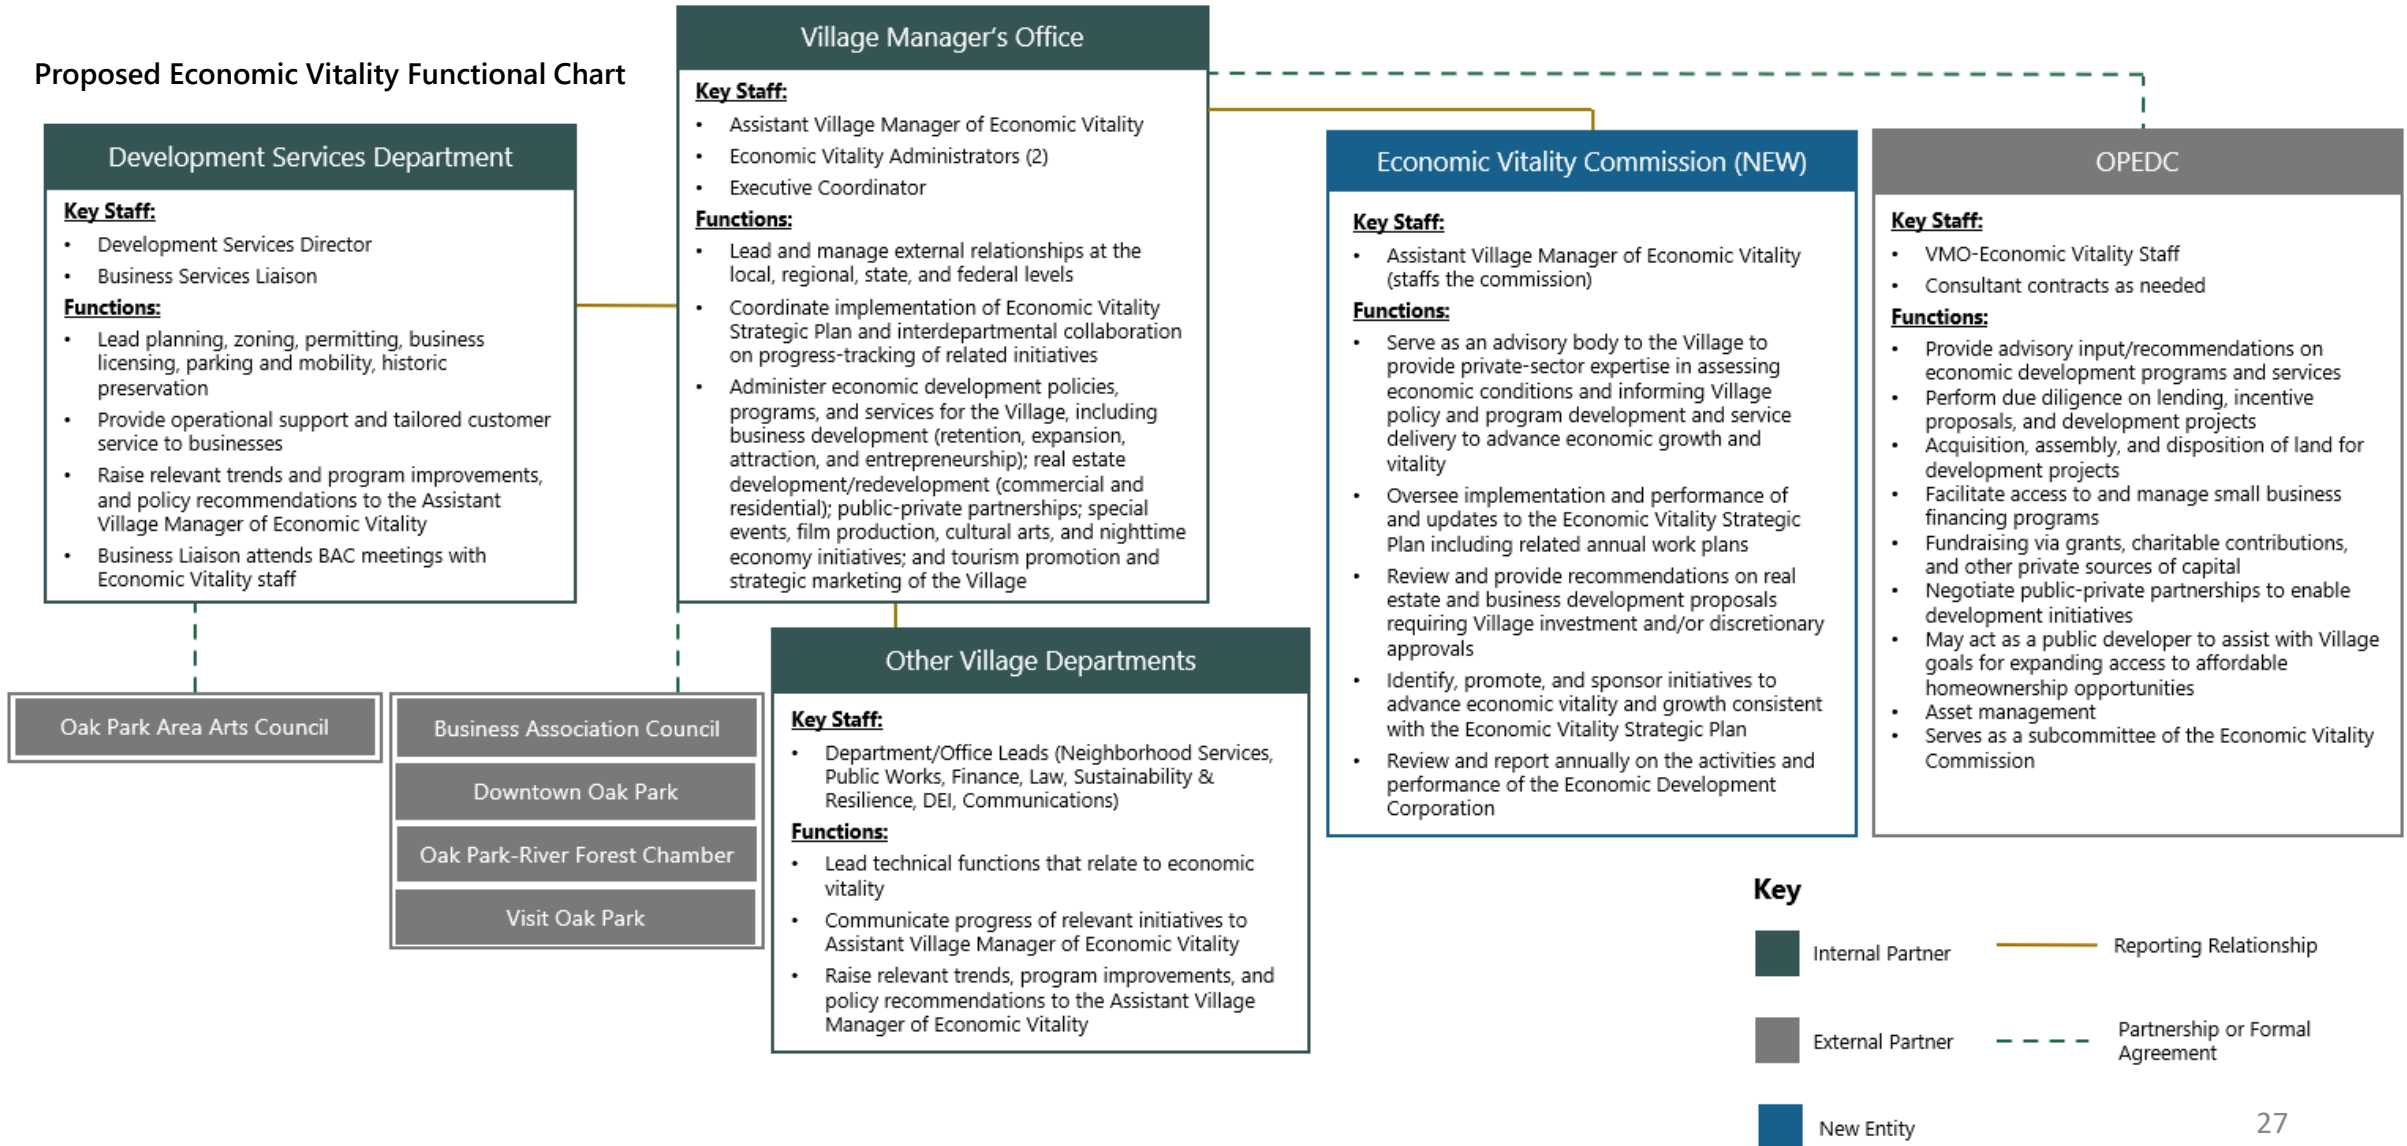 Proposed Economic Vitality Functional Chart
Development Services Department
Key Staff:
• Development Services Director
• Business Services Liaison
Functions:
• Lead planning, zoning, permitting, business
licensing, parking and mobility, historic
preservation
• Provide operational support and tailored customer
service to businesses
• Raise relevant trends and program improvements,
and policy recommendations to the Assistant
Village Manager of Economic Vitality
• Business Liaison attends BAC meetings with
Economic Vitality staff
Oak Park Area Arts Council
Village Manager's Office
Key Staff:
• Assistant Village Manager of Economic Vitality
• Economic Vitality Administrators (2)
• Executive Coordinator
Functions:
• Lead and manage external relationships at the
local, regional, state, and federal levels
• Coordinate implementation of Economic Vitality
Strategic Plan and interdepartmental collaboration
on progress-tracking of related initiatives
• Administer economic development policies,
programs, and services for the Village, including
business development (retention, expansion,
attraction, and entrepreneurship); real estate
development/redevelopment (commercial and
residential); public-private partnerships; special
events, film production, cultural arts, and nighttime
economy initiatives; and tourism promotion and
strategic marketing of the Village
Business Association Council
Downtown Oak Park
Oak Park-River Forest Chamber
Visit Oak Park
Other Village Departments
Key Staff:
• Department/Office Leads (Neighborhood Services,
Public Works, Finance, Law, Sustainability &
Resilience, DEI, Communications)
Functions:
• Lead technical functions that relate to economic
vitality
• Communicate progress of relevant initiatives to
Assistant Village Manager of Economic Vitality
• Raise relevant trends, program improvements, and
policy recommendations to the Assistant Village
Manager of Economic Vitality
Economic Vitality Commission (NEW)
Key Staff:
• Assistant Village Manager of Economic Vitality
(staffs the commission)
Functions:
• Serve as an advisory body to the Village to
provide private-sector expertise in assessing
economic conditions and informing Village
policy and program development and service
delivery to advance economic growth and
vitality
• Oversee implementation and performance of
and updates to the Economic Vitality Strategic
Plan including related annual work plans
• Review and provide recommendations on real
estate and business development proposals
requiring Village investment and/or discretionary
approvals
• Identify, promote, and sponsor initiatives to
advance economic vitality and growth consistent
with the Economic Vitality Strategic Plan
• Review and report annually on the activities and
performance of the Economic Development
Corporation
OPEDC
Key Staff:
• VMO-Economic Vitality Staff
• Consultant contracts as needed
Functions:
• Provide advisory input/recommendations on
economic development programs and services
• Perform due diligence on lending, incentive
proposals, and development projects
• Acquisition, assembly, and disposition of land for
development projects
• Facilitate access to and manage small business
financing programs
• Fundraising via grants, charitable contributions,
and other private sources of capital
• Negotiate public-private partnerships to enable
development initiatives
• May act as a public developer to assist with Village
goals for expanding access to affordable
homeownership opportunities
• Asset management
• Serves as a subcommittee of the Economic Vitality
Commission
Key
Internal Partner
Reporting Relationship
External Partner
Partnership or Formal
Agreement
New Entity
27